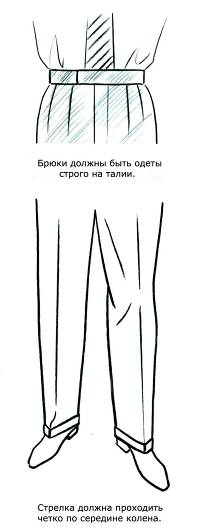 Брюки должны быть одеты
строго на талии.
Стрелка должна проходить
четко по середине колена.